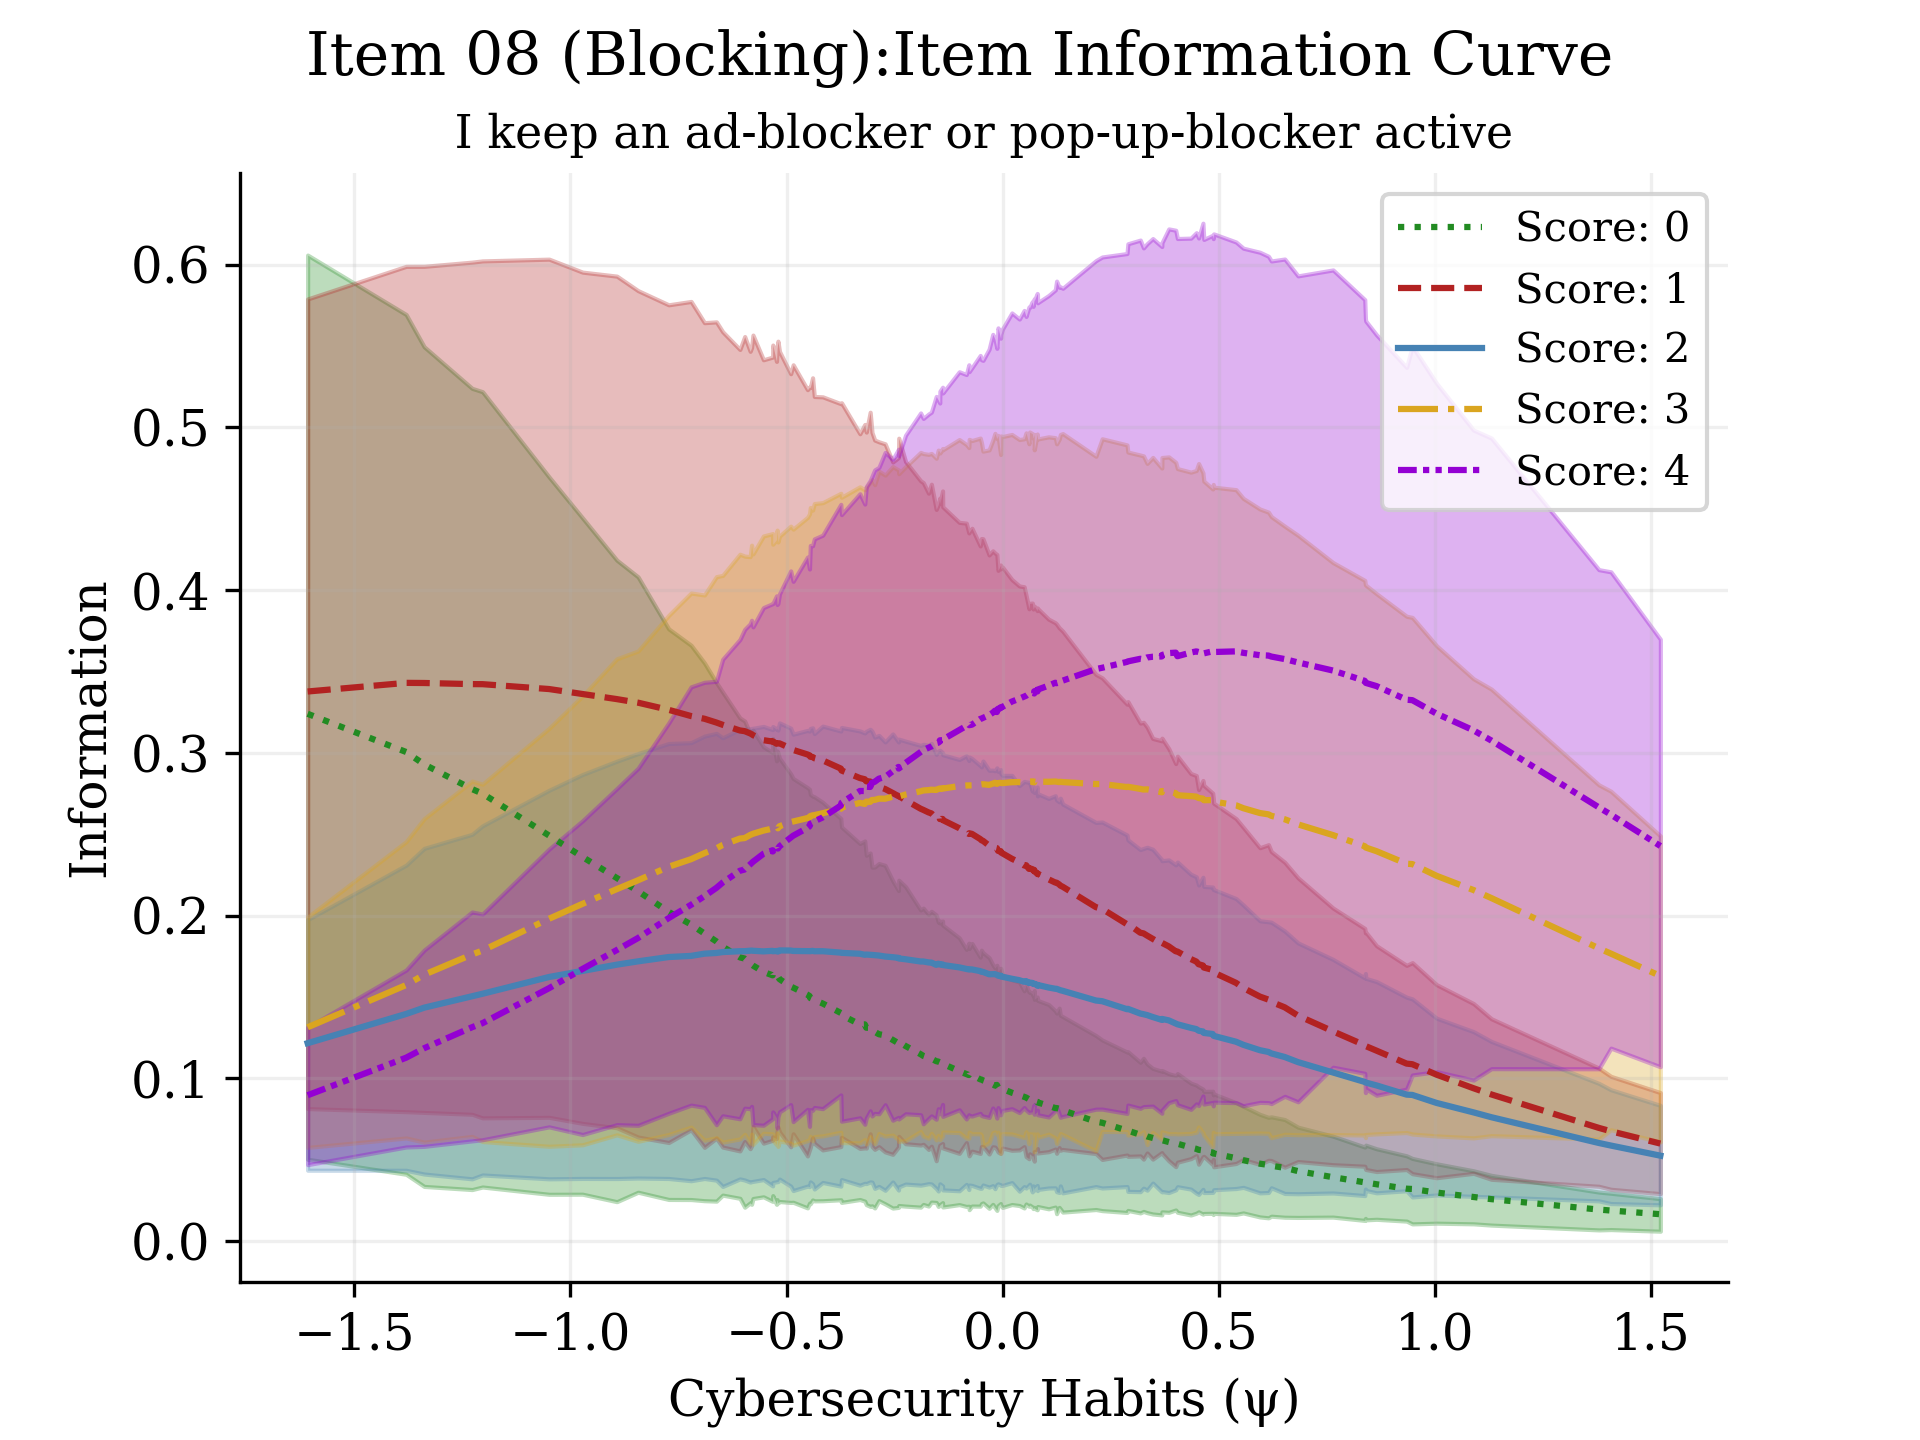 Item 08 (Blocking):Item Information Curve
I keep an ad-blocker or pop-up-blocker active
Score: 0
Score: 1
Score: 2
Score: 3
Score: 4
Information
0.6
0.5
0.4
0.3
0.2
0.1
0.0
−1.5
−1.0
−0.5
0.0
0.5
1.0
1.5
Cybersecurity Habits (ψ)